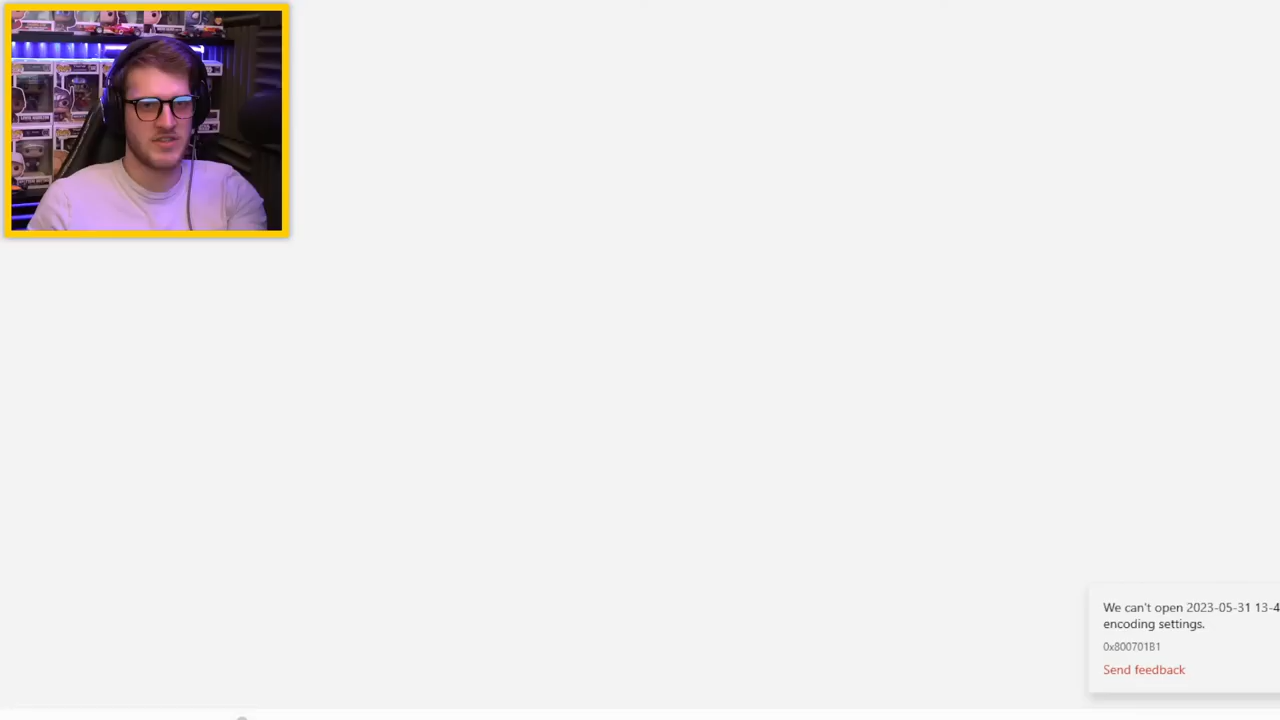 We can't open 2023-05-31 13-4
encoding settings.
0x800701B1
Send feedback